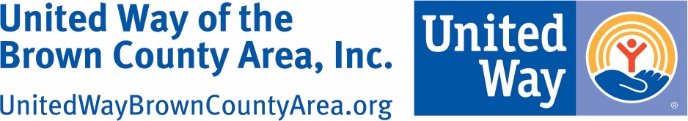 United Way of the
Brown County Area, Inc.
UnitedWayBrownCountyArea.org
United
Way
®